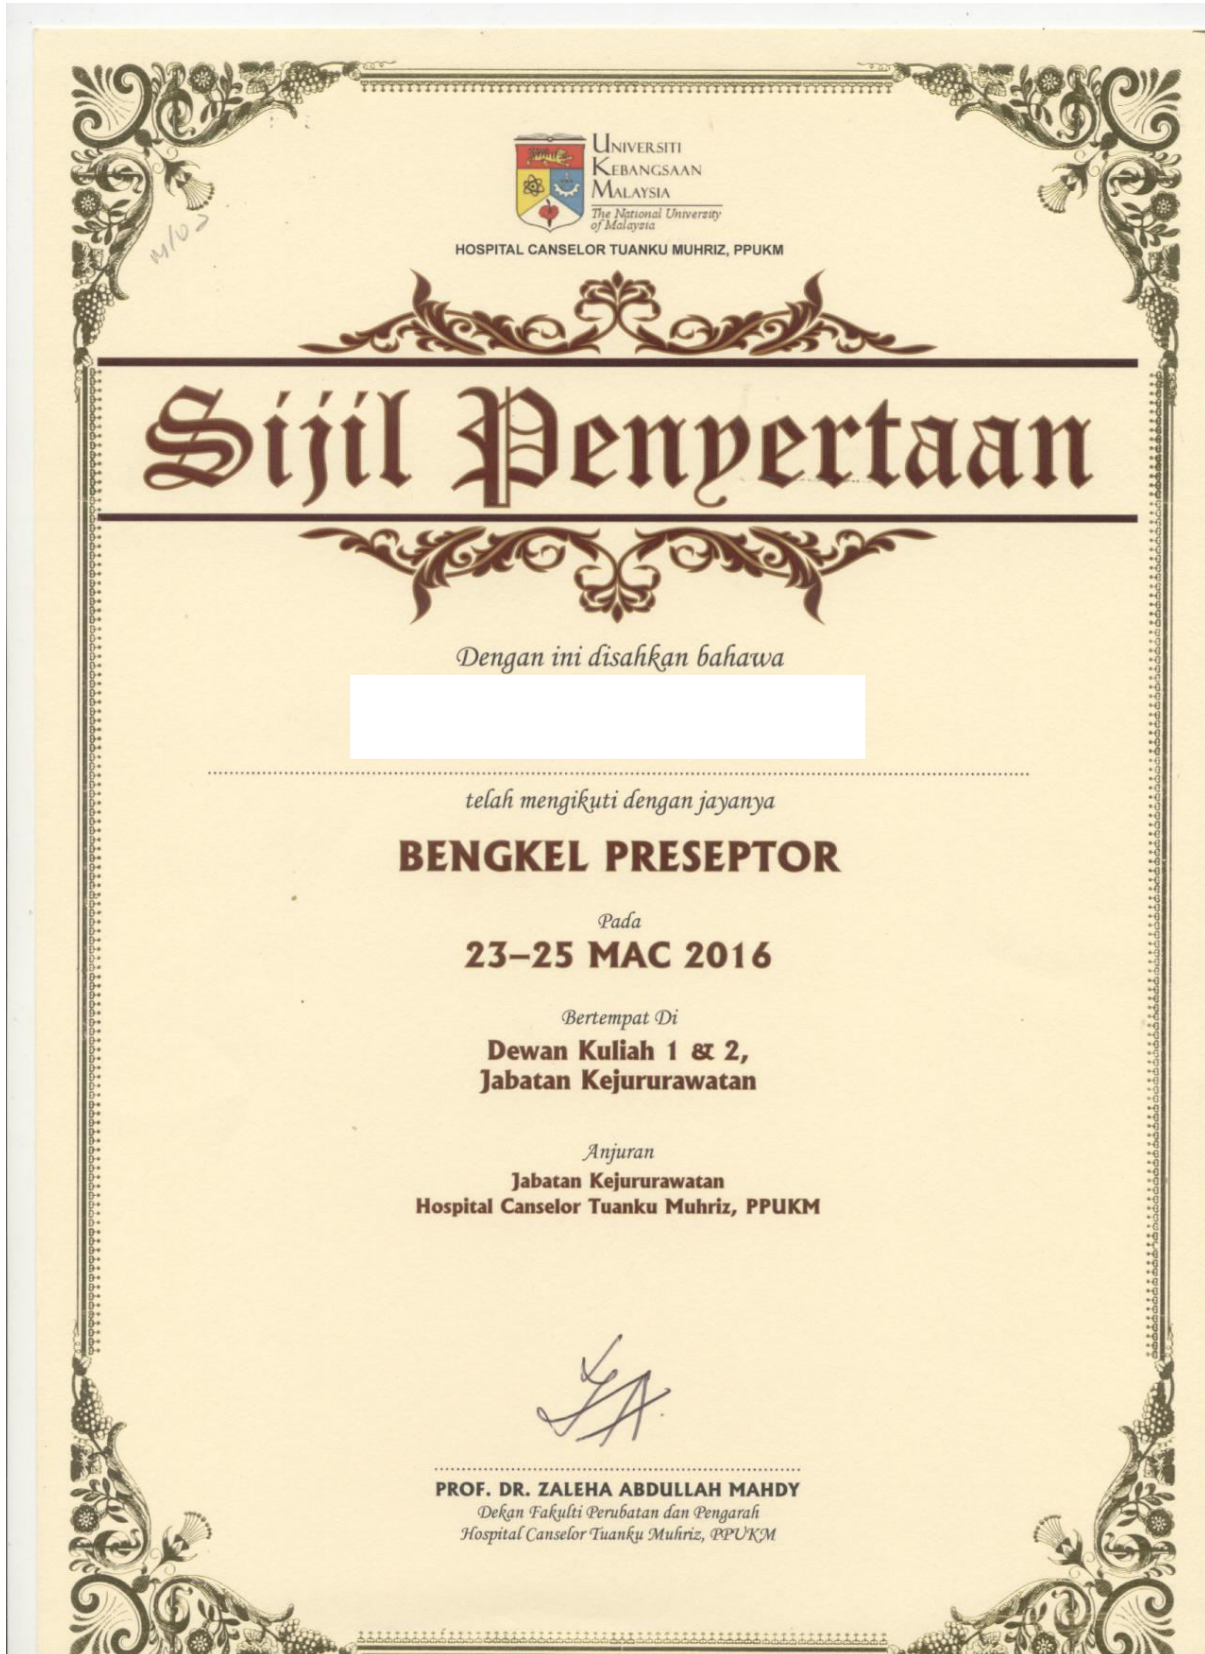 UNIVERSITI
KEBANGSAAN
MALAYSIA
The National University
of Malaysia
HOSPITAL CANSELOR TUANKU MUHRIZ, PPUKM
Sijil Penyertaan
Dengan ini disahkan bahawa
telah mengikuti dengan jayanya
BENGKEL PRESEPTOR
Pada
23–25 MAC 2016
Bertempat Di
Dewan Kuliah 1 & 2,
Jabatan Kejururawatan
Anjuran
Jabatan Kejururawatan
Hospital Canselor Tuanku Muhriz, PPUKM
PROF. DR. ZALEHA ABDULLAH MAHDY
Dekan Fakulti Perubatan dan Pengarah
Hospital Canselor Tuanku Muhriz, PPUKM